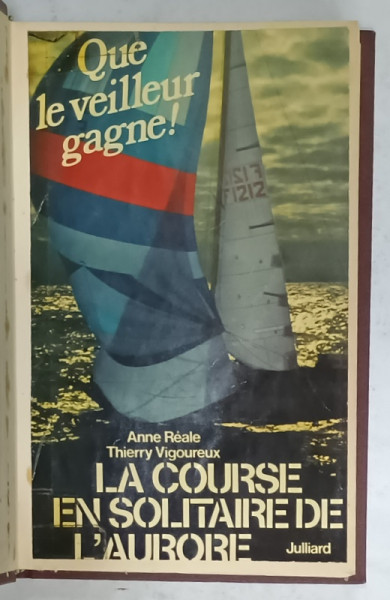 Que
le veilleur
gagne!
F1212
F1212
Anne Réale
Thierry Vigoureux
LA COURSE
EN SOLITAIRE DE
L'AURORE
Julliard